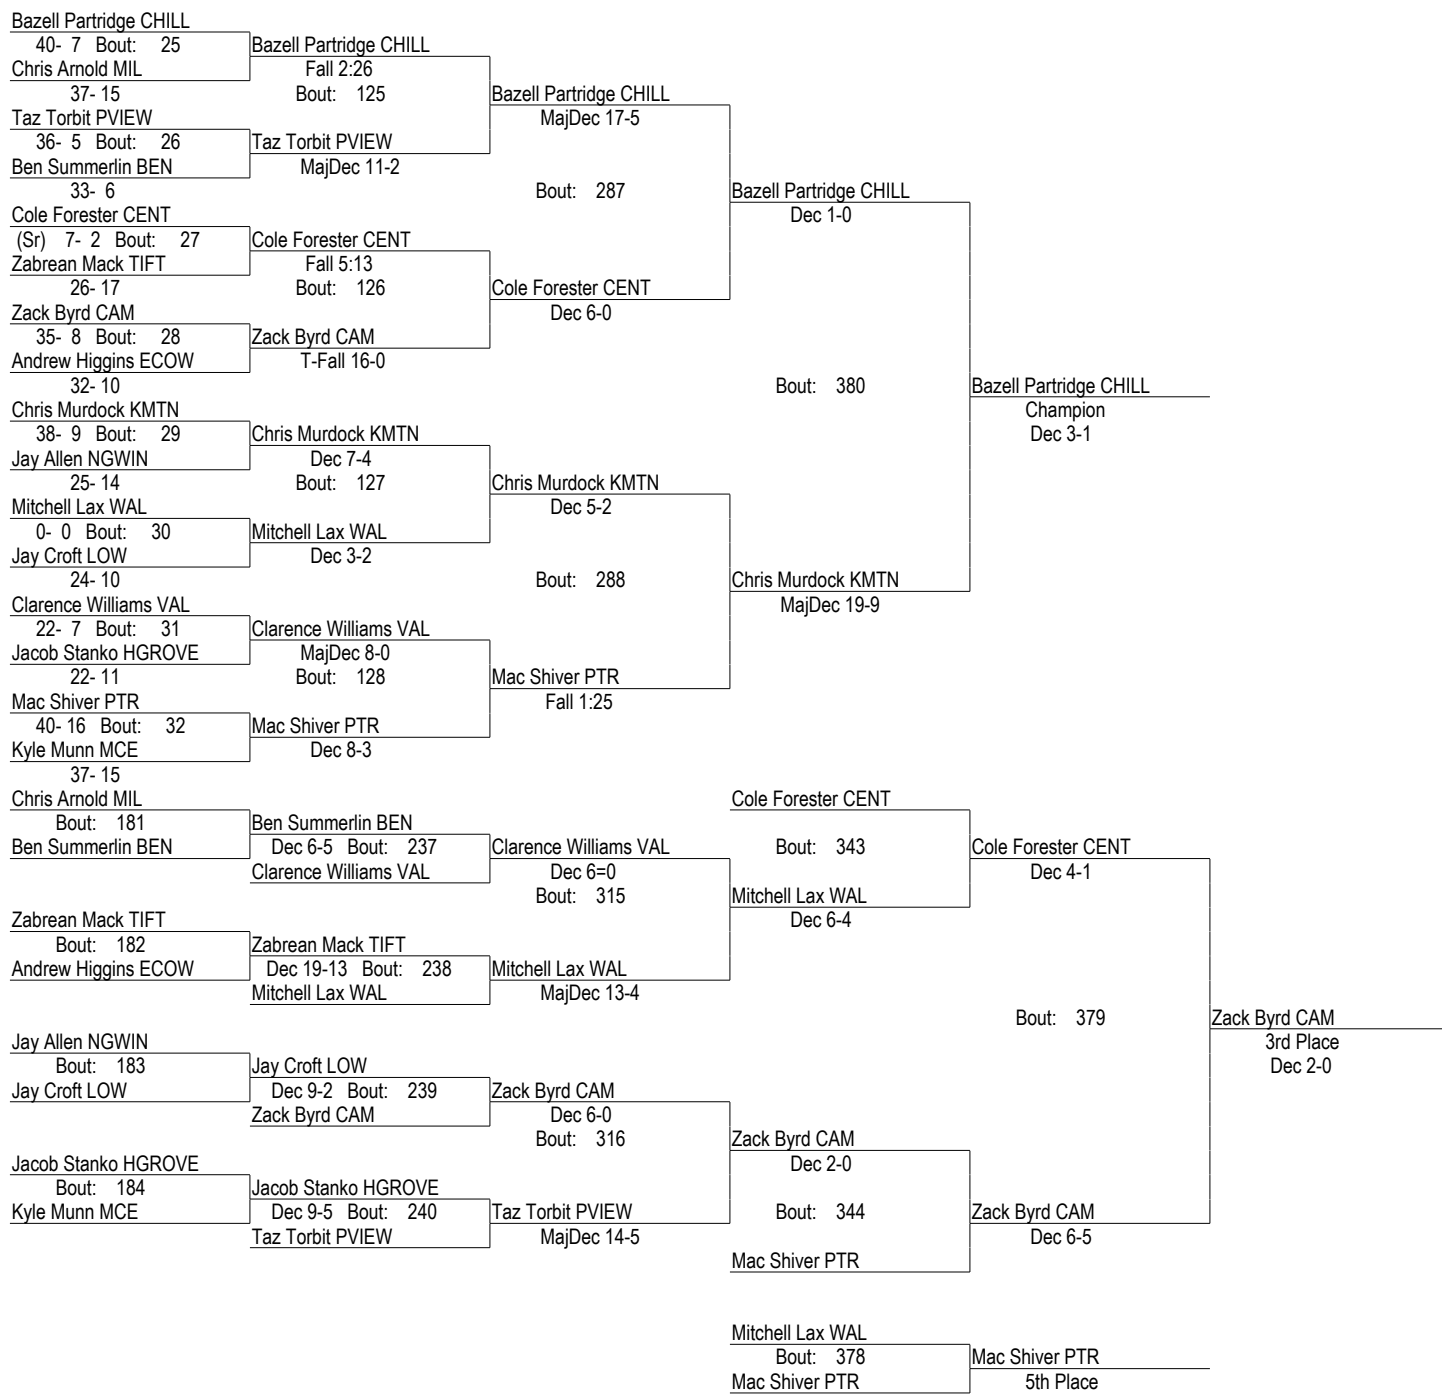 Bazell Partridge CHILL
40- 7 Bout: 25
Bazell Partridge CHILL
Chris Arnold MIL
Fall 2:26
37- 15
Bout: 125
Bazell Partridge CHILL
Taz Torbit PVIEW
MajDec 17-5
36- 5 Bout: 26
Taz Torbit PVIEW
Ben Summerlin BEN
MajDec 11-2
33- 6
Bout: 287
Bazell Partridge CHILL
Cole Forester CENT
Dec 1-0
(Sr) 7- 2 Bout: 27
Cole Forester CENT
Zabrean Mack TIFT
Fall 5:13
26- 17
Bout: 126
Cole Forester CENT
Zack Byrd CAM
Dec 6-0
35- 8 Bout: 28
Zack Byrd CAM
Andrew Higgins ECOW
T-Fall 16-0
32- 10
Bout: 380
Bazell Partridge CHILL
Chris Murdock KMTN
Champion
38- 9 Bout: 29
Chris Murdock KMTN
Dec 3-1
Jay Allen NGWIN
Dec 7-4
25- 14
Bout: 127
Chris Murdock KMTN
Mitchell Lax WAL
Dec 5-2
0- 0 Bout: 30
Mitchell Lax WAL
Jay Croft LOW
Dec 3-2
24- 10
Bout: 288
Chris Murdock KMTN
Clarence Williams VAL
MajDec 19-9
22- 7 Bout: 31
Clarence Williams VAL
Jacob Stanko HGROVE
MajDec 8-0
22- 11
Bout: 128
Mac Shiver PTR
Mac Shiver PTR
Fall 1:25
40- 16 Bout: 32
Mac Shiver PTR
Kyle Munn MCE
Dec 8-3
37- 15
Chris Arnold MIL
Cole Forester CENT
Bout: 181
Ben Summerlin BEN
Ben Summerlin BEN
Dec 6-5 Bout: 237
Clarence Williams VAL
Bout: 343
Cole Forester CENT
Clarence Williams VAL
Dec 6=0
Dec 4-1
Bout: 315
Mitchell Lax WAL
Zabrean Mack TIFT
Dec 6-4
Bout: 182
Zabrean Mack TIFT
Andrew Higgins ECOW
Dec 19-13 Bout: 238
Mitchell Lax WAL
Mitchell Lax WAL
MajDec 13-4
Bout: 379
Zack Byrd CAM
Jay Allen NGWIN
3rd Place
Bout: 183
Jay Croft LOW
Dec 2-0
Jay Croft LOW
Dec 9-2 Bout: 239
Zack Byrd CAM
Zack Byrd CAM
Dec 6-0
Bout: 316
Zack Byrd CAM
Jacob Stanko HGROVE
Dec 2-0
Bout: 184
Jacob Stanko HGROVE
Kyle Munn MCE
Dec 9-5 Bout: 240
Taz Torbit PVIEW
Bout: 344
Zack Byrd CAM
Taz Torbit PVIEW
MajDec 14-5
Dec 6-5
Mac Shiver PTR
Mitchell Lax WAL
Bout: 378
Mac Shiver PTR
Mac Shiver PTR
5th Place